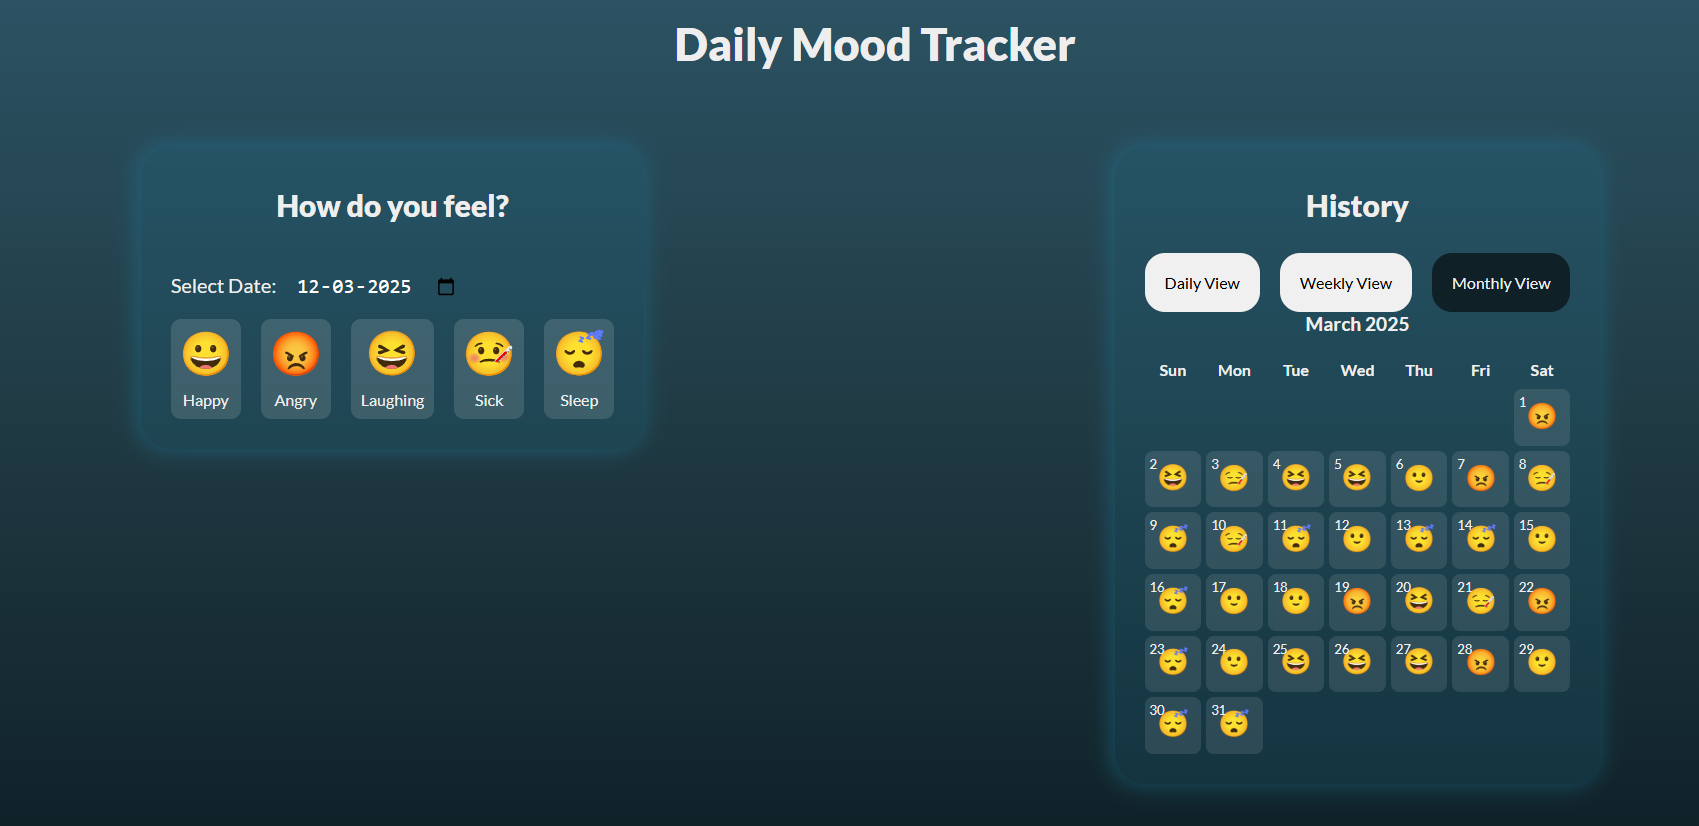 Daily Mood Tracker
How do you feel?
Select Date: 12-03-2025
Happy Angry Laughing Sick Sleep
History
Daily View Weekly View Monthly View
March 2025
Sun Mon Tue Wed Thu Fri Sat
1
2 3 4 5 6 7 8
9 10 11 12 13 14 15
16 17 18 19 20 21 22
23 24 25 26 27 28 29
30 31